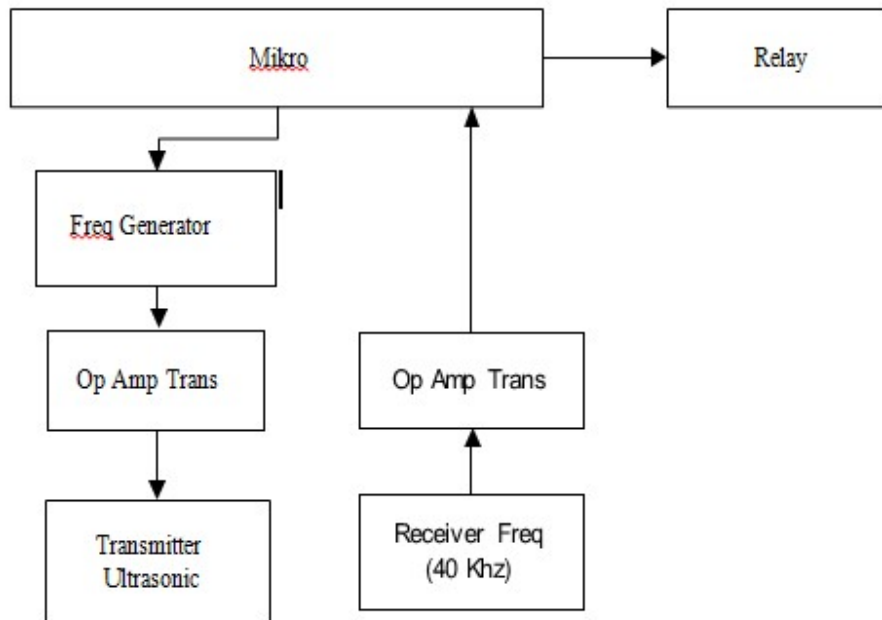 Mikro
Relay
Freq Generator
Op Amp Trans
Op Amp Trans
Transmitter
Ultrasonic
Receiver Freq
(40 Khz)